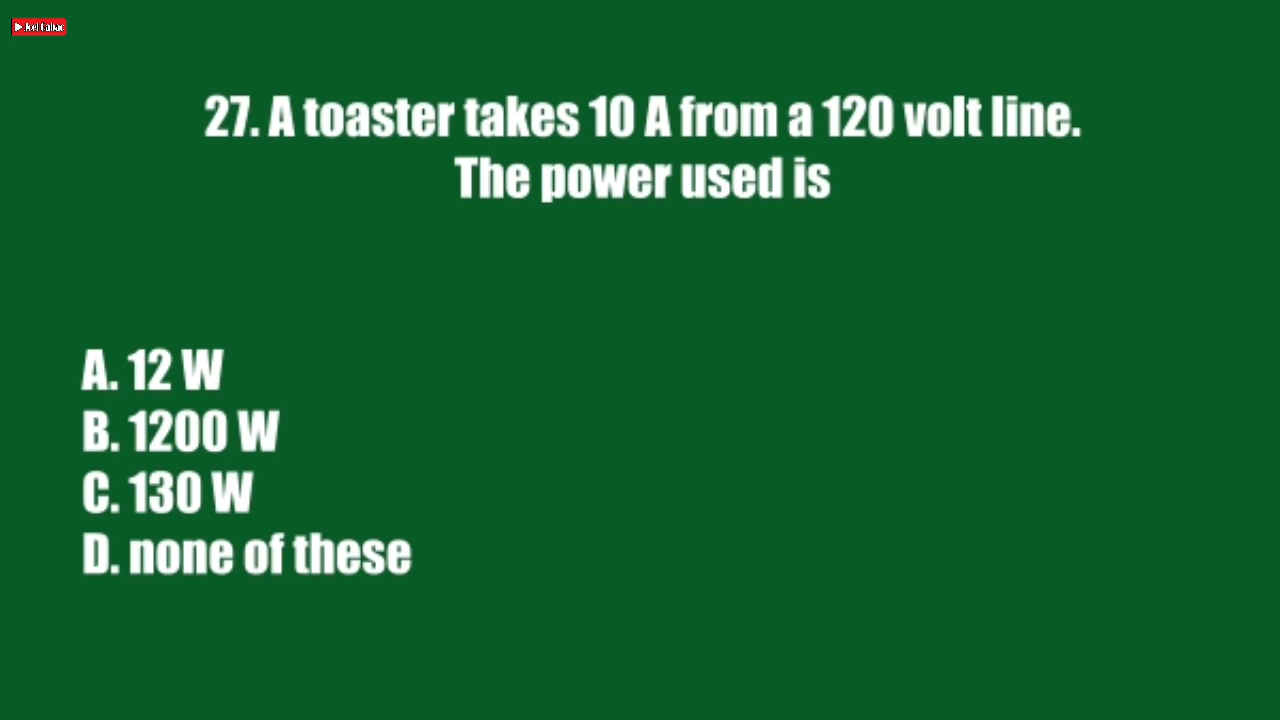 27. A toaster takes 10 A from a 120 volt line.
The power used is
A. 12 W
B. 1200 W
C. 130 W
D. none of these